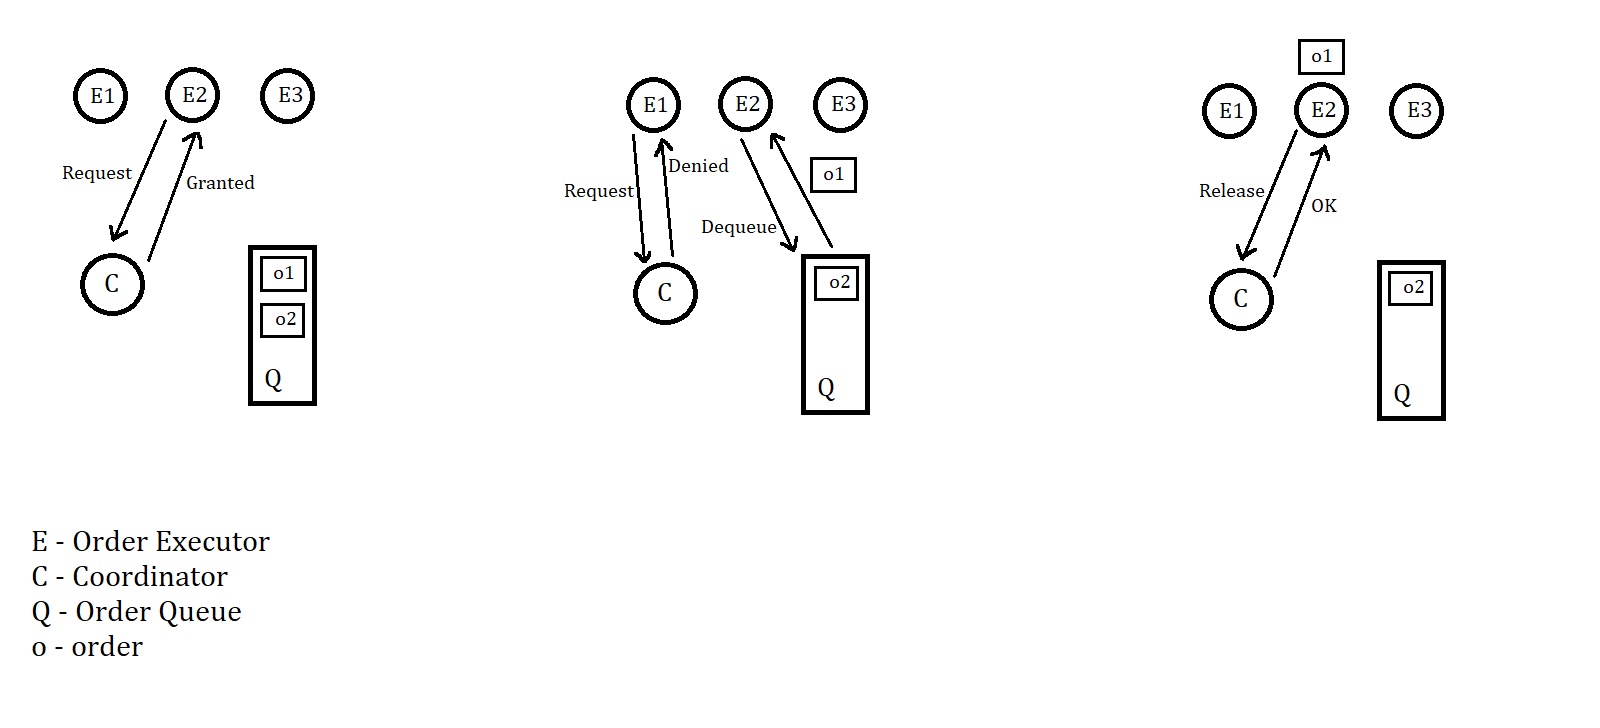 E1
E2
E3
Request
Granted
C
o1
o2
Q
E1
E2
E3
Denied
o1
Request
Dequeue
C
o2
Q
o1
E1
E2
E3
Release
OK
C
o2
Q
E - Order Executor
C - Coordinator
Q - Order Queue
o - order